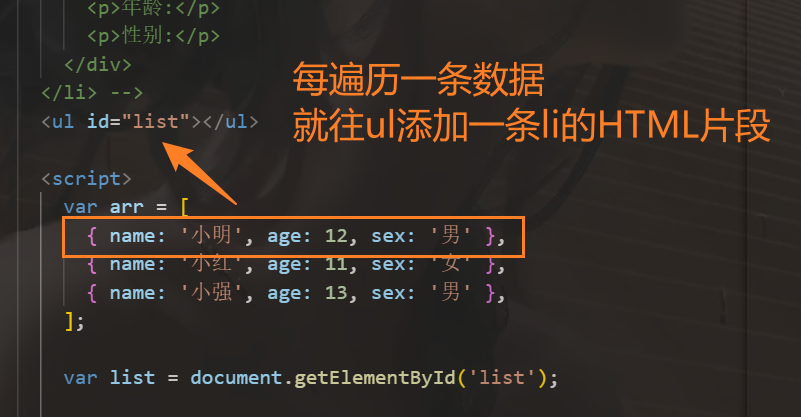 <p>年龄:</p>
<p>性别:</p>
</div>
</li> -->
<ul id="list"></ul>
每遍历一条数据
就往ul添加一条li的HTML片段
<script>
var arr = [
{ name: '小明', age: 12, sex: '男' },
{ name: '小红', age: 11, sex: '女' },
{ name: '小强', age: 13, sex: '男' },
];
var list = document.getElementById('list');